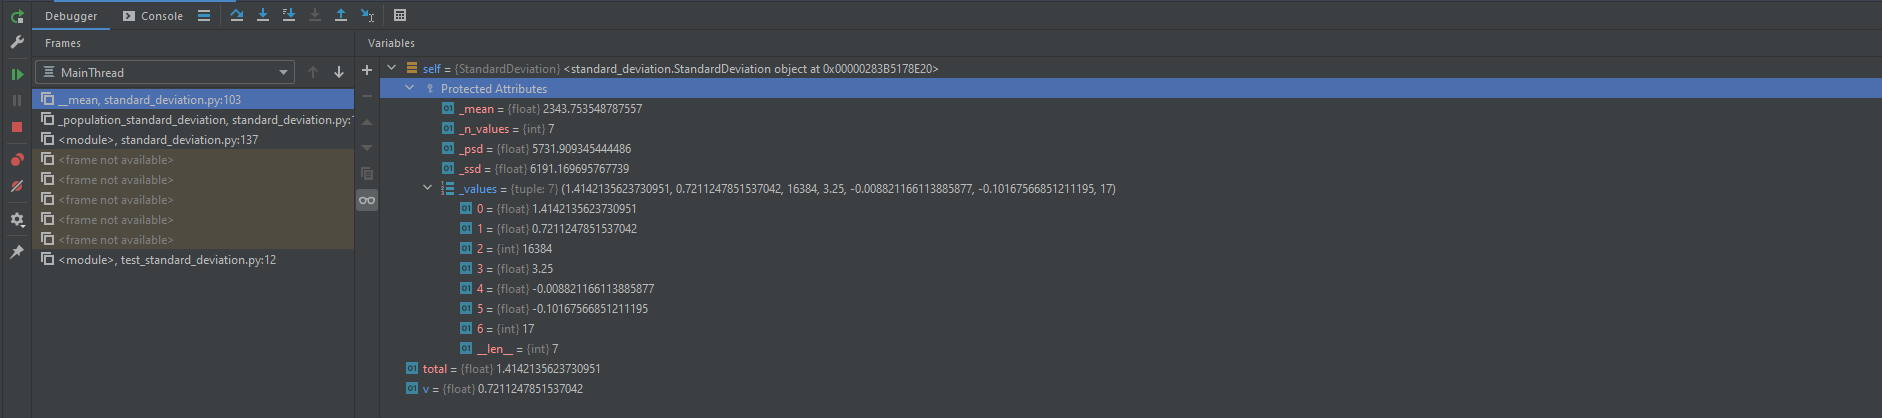 Debugger Console
Frames
Variables
MainThread
__mean, standard_deviation.py:103
_population_standard_deviation, standard_deviation.py:
<module>, standard_deviation.py:137
<frame not available>
<frame not available>
<frame not available>
<frame not available>
<frame not available>
<module>, test_standard_deviation.py:12
self = {StandardDeviation} <standard_deviation.StandardDeviation object at 0x00000283B5178E20>
Protected Attributes
_mean = {float} 2343.753548787557
_n_values = {int} 7
_psd = {float} 5731.909345444486
_ssd = {float} 6191.169695767739
_values = {tuple: 7} (1.4142135623730951, 0.7211247851537042, 16384, 3.25, -0.008821166113885877, -0.10167566851211195, 17)
0 = {float} 1.4142135623730951
1 = {float} 0.7211247851537042
2 = {int} 16384
3 = {float} 3.25
4 = {float} -0.008821166113885877
5 = {float} -0.10167566851211195
6 = {int} 17
__len__ = {int} 7
total = {float} 1.4142135623730951
v = {float} 0.7211247851537042